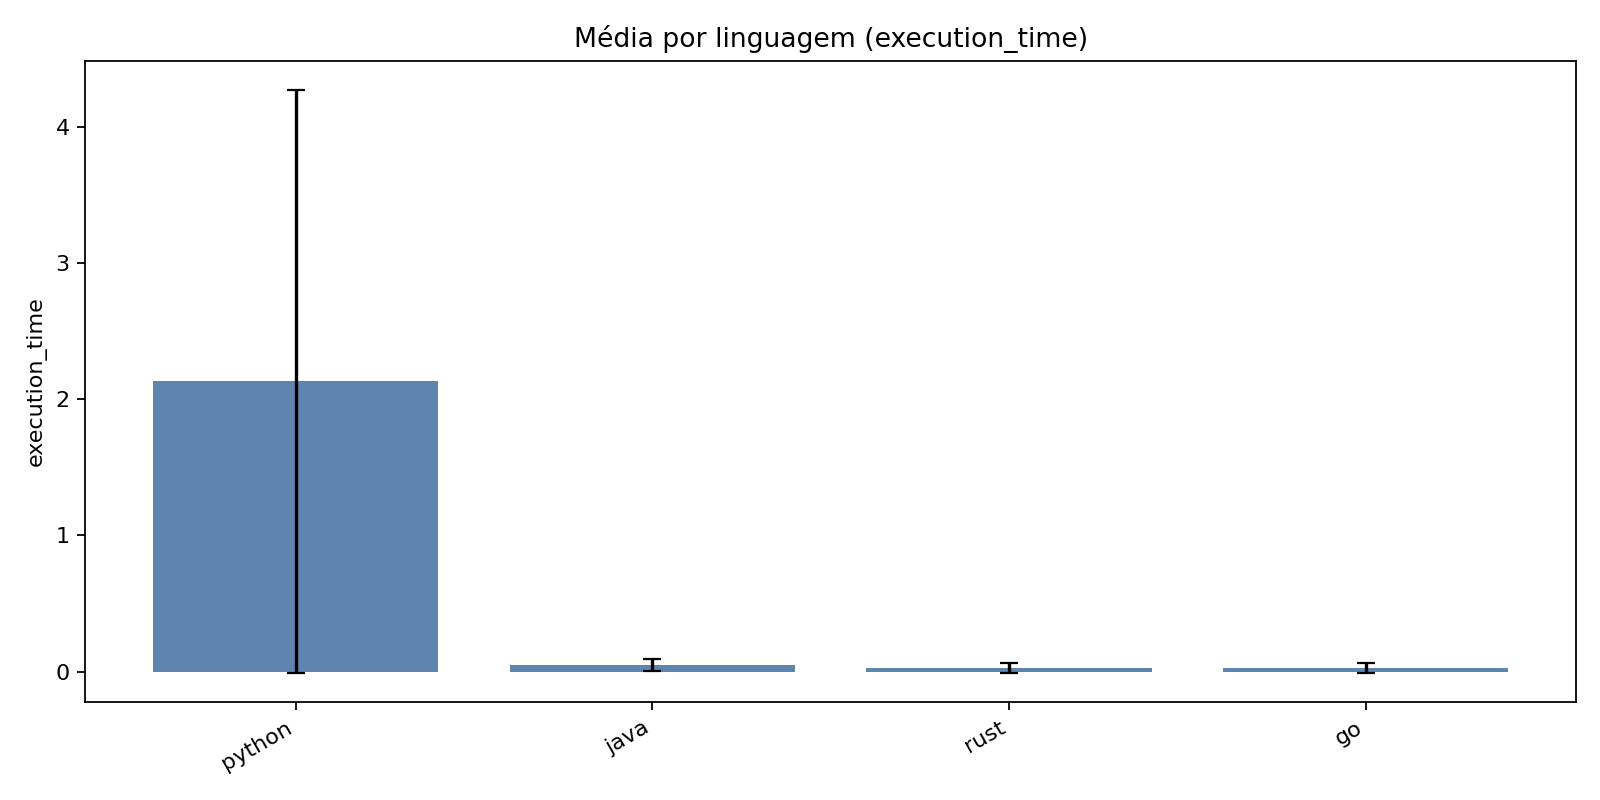 Média por linguagem (execution_time)
execution_time
4
3
2
1
0
python
java
rust
go